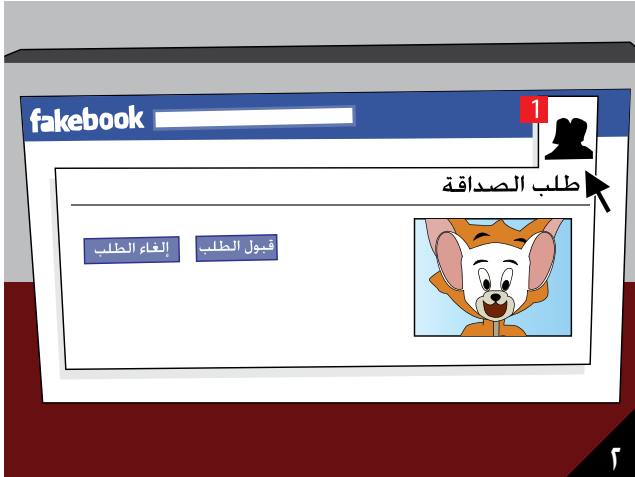 fakebook
1
طلب الصداقة
قبول الطلب
إلغاء الطلب
٢